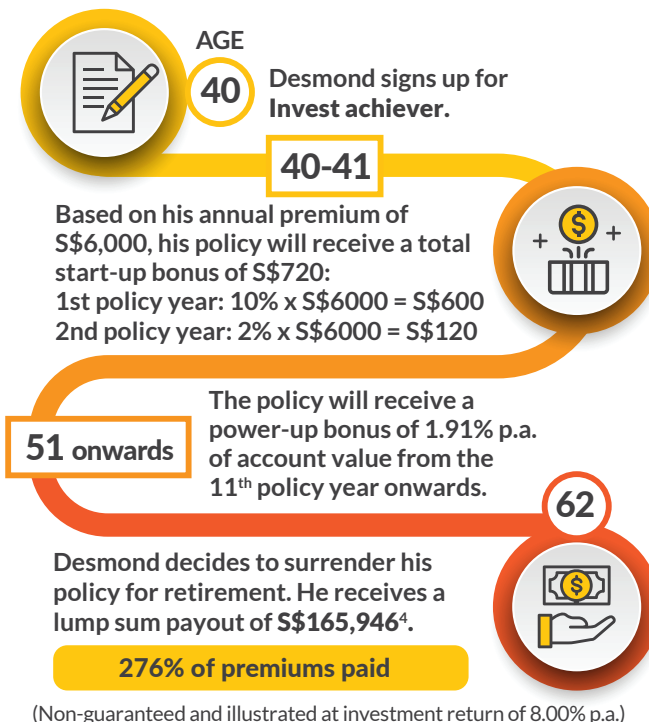 AGE
40
Desmond signs up for
Invest achiever.
40-41
Based on his annual premium of
S$6,000, his policy will receive a total
start-up bonus of S$720:
1st policy year: 10% x S$6000 = S$600
2nd policy year: 2% x S$6000 = S$120
$
The policy will receive a
power-up bonus of 1.91% p.a.
of account value from the
11th policy year onwards.
51 onwards
62
Desmond decides to surrender his
policy for retirement. He receives a
lump sum payout of S$165,946⁴.
$
276% of premiums paid
(Non-guaranteed and illustrated at investment return of 8.00% p.a.)